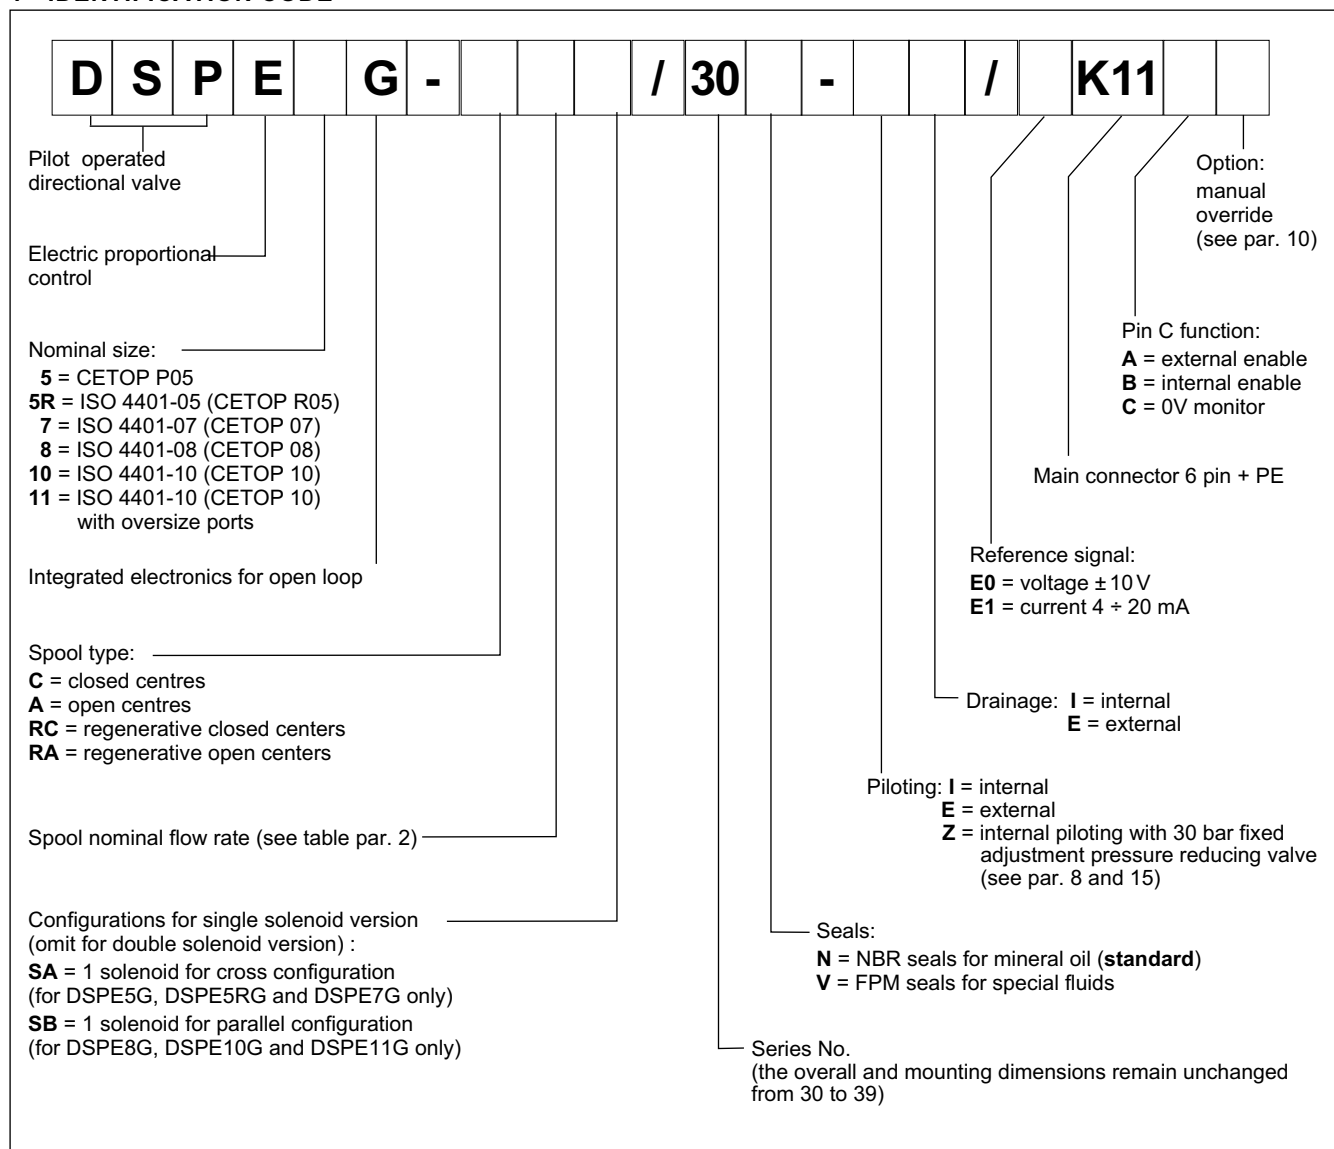 D S P E G - / 30 - / K11
Pilot operated
directional valve
Electric proportional
control
Nominal size:
5 = CETOP P05
5R = ISO 4401-05 (CETOP R05)
7 = ISO 4401-07 (CETOP 07)
8 = ISO 4401-08 (CETOP 08)
10 = ISO 4401-10 (CETOP 10)
11 = ISO 4401-10 (CETOP 10)
with oversize ports
Integrated electronics for open loop
Spool type:
C = closed centres
A = open centres
RC = regenerative closed centers
RA = regenerative open centers
Spool nominal flow rate (see table par. 2)
Configurations for single solenoid version
(omit for double solenoid version) :
SA = 1 solenoid for cross configuration
(for DSPE5G, DSPE5RG and DSPE7G only)
SB = 1 solenoid for parallel configuration
(for DSPE8G, DSPE10G and DSPE11G only)
Option:
manual
override
(see par. 10)
Pin C function:
A = external enable
B = internal enable
C = 0V monitor
Main connector 6 pin + PE
Reference signal:
E0 = voltage ± 10 V
E1 = current 4 ÷ 20 mA
Drainage: I = internal
E = external
Piloting: I = internal
E = external
Z = internal piloting with 30 bar fixed
adjustment pressure reducing valve
(see par. 8 and 15)
Seals:
N = NBR seals for mineral oil (standard)
V = FPM seals for special fluids
Series No.
(the overall and mounting dimensions remain unchanged
from 30 to 39)